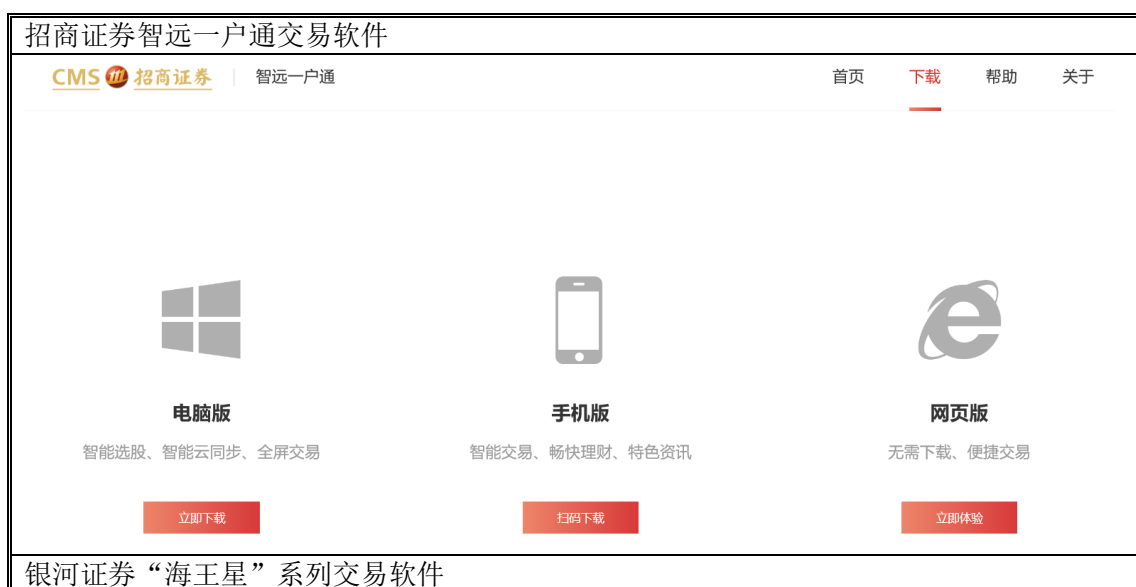 招商证券智远一户通交易软件
CMS 招商证券 智远一户通 首页 下载 帮助 关于
电脑版 手机版 网页版
智能选股、智能云同步、全屏交易 智能交易、畅快理财、特色资讯 无需下载、便捷交易
立即下载 扫码下载 立即体验
银河证券“海王星”系列交易软件